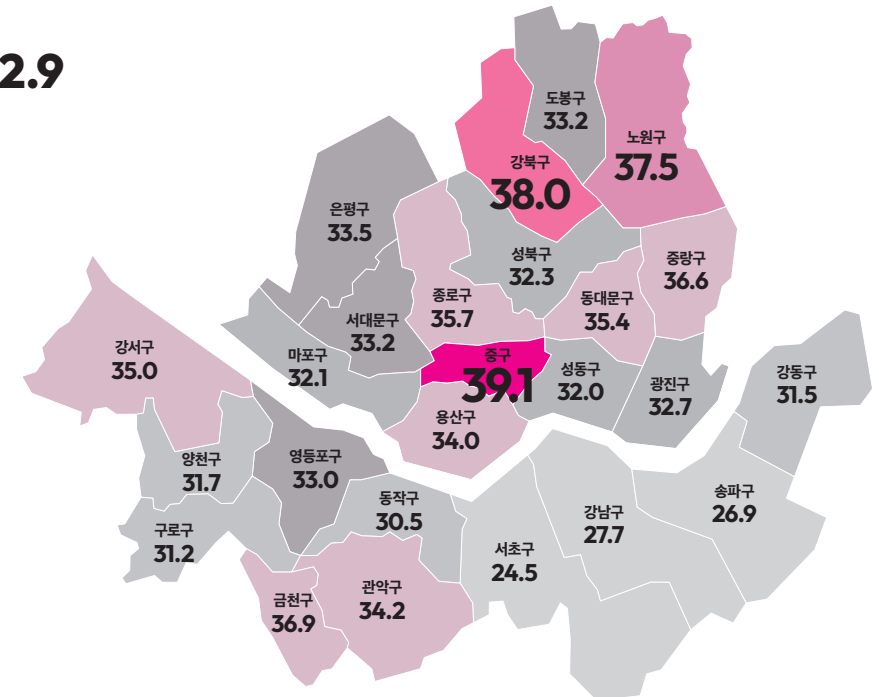 2.9
도봉구
33.2
노원구
37.5
강북구
38.0
은평구
33.5
성북구
32.3
중랑구
36.6
종로구
35.7
동대문구
35.4
서대문구
33.2
강서구
35.0
마포구
32.1
중구
39.1
성동구
32.0
광진구
32.7
강동구
31.5
용산구
34.0
양천구
31.7
영등포구
33.0
동작구
30.5
송파구
26.9
강남구
27.7
구로구
31.2
서초구
24.5
관악구
34.2
금천구
36.9